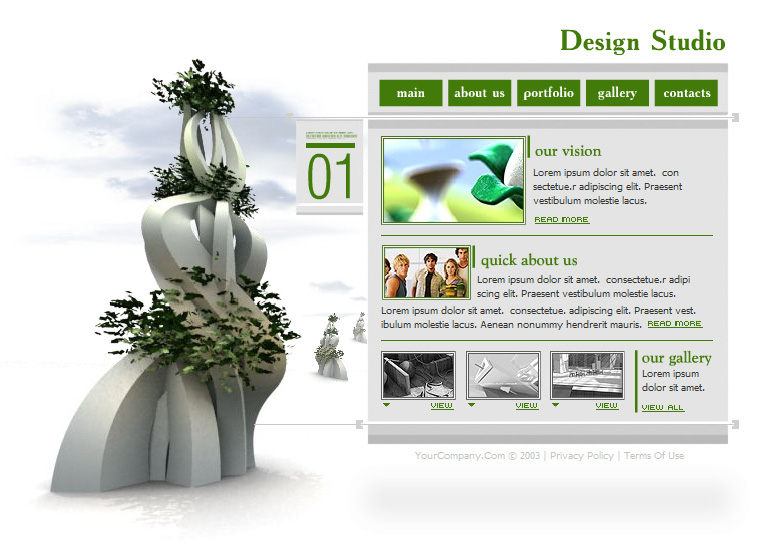 Design Studio
main about us portfolio gallery contacts
01
our vision
Lorem ipsum dolor sit amet. con
sectetue.r adipiscing elit. Praesent
vestibulum molestie lacus.
READ MORE
quick about us
Lorem ipsum dolor sit amet. consectetue.r adipi
scing elit. Praesent vestibulum molestie lacus.
Lorem ipsum dolor sit amet. consectetue. adipiscing elit. Praesent vest.
ibulum molestie lacus. Aenean nonummy hendrerit mauris. READ MORE
our gallery
Lorem ipsum
dolor sit amet.
VIEW VIEW VIEW VIEW ALL
YourCompany.Com © 2003 | Privacy Policy | Terms Of Use